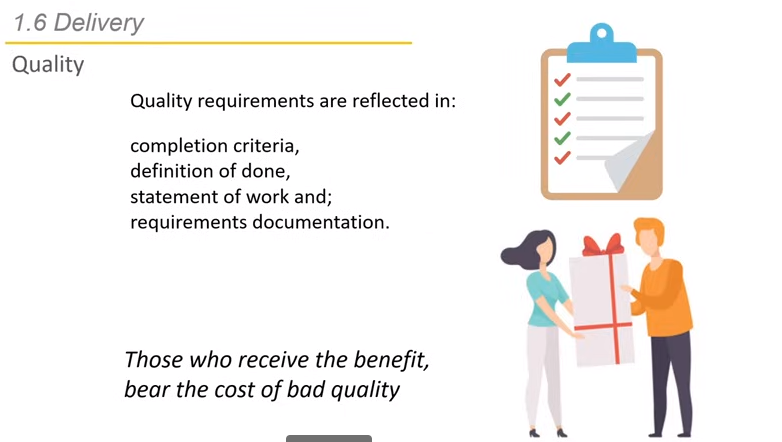 1.6 Delivery
Quality
Quality requirements are reflected in:
completion criteria,
definition of done,
statement of work and;
requirements documentation.
Those who receive the benefit,
bear the cost of bad quality